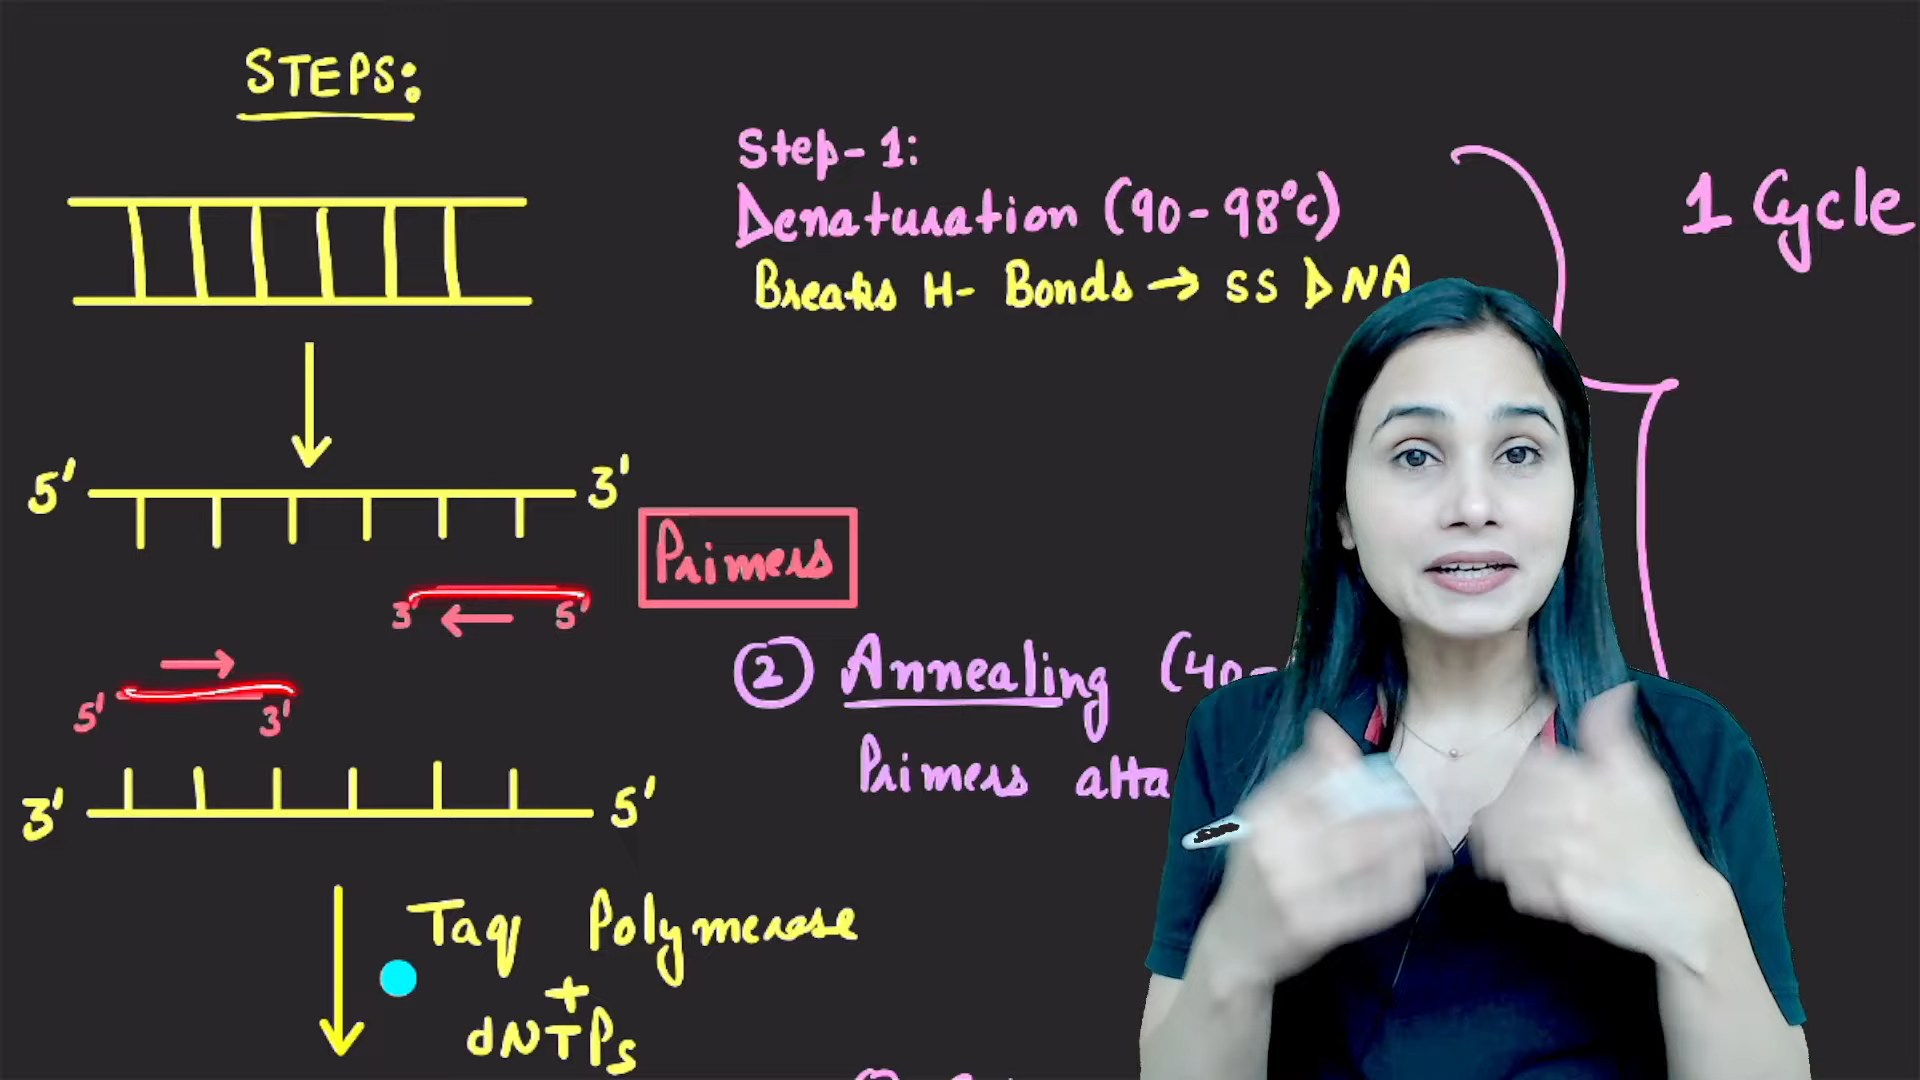 STEPS:
Step-1:
Denaturation (90-98°C)
Breaks H- Bonds → SS DNA
1 Cycle
5' 3'
Primers
3' ← 5'
→
5' 3'
② Annealing (40-
Primers atta
3' 5'
Taq Polymerase
+
dNTPs